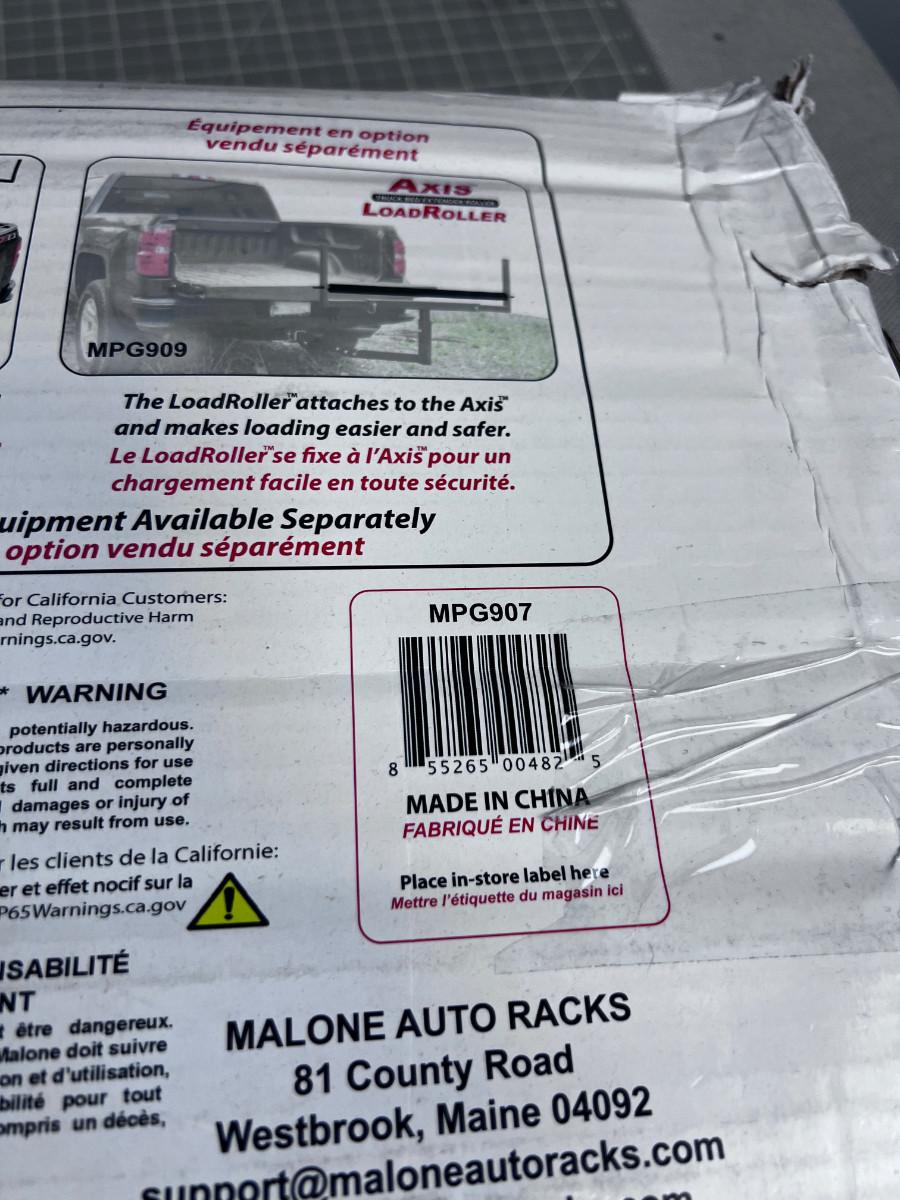 Équipement en option
vendu séparément
AXIS
TRUCK BED EXTENDER ROLLER
LOADROLLER
MPG909
The LoadRoller™ attaches to the Axis™
and makes loading easier and safer.
Le LoadRoller™ se fixe à l'Axis™ pour un
chargement facile en toute sécurité.
uipment Available Separately
option vendu séparément
for California Customers:
and Reproductive Harm
rnings.ca.gov.
* WARNING
potentially hazardous.
products are personally
given directions for use
ts full and complete
damages or injury of
h may result from use.
r les clients de la Californie:
er et effet nocif sur la
P65Warnings.ca.gov
ISABILITÉ
NT
t être dangereux.
Malone doit suivre
on et d'utilisation,
bilité pour tout
ompris un décès,
MPG907
8 55265 00482 5
MADE IN CHINA
FABRIQUÉ EN CHINE
Place in-store label here
Mettre l'étiquette du magasin ici
MALONE AUTO RACKS
81 County Road
Westbrook, Maine 04092
support@maloneautoracks.com